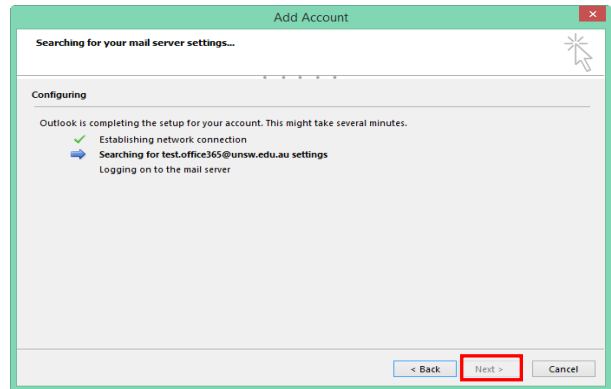 Add Account
Searching for your mail server settings...
Configuring
Outlook is completing the setup for your account. This might take several minutes.
Establishing network connection
Searching for test.office365@unsw.edu.au settings
Logging on to the mail server
< Back Next > Cancel